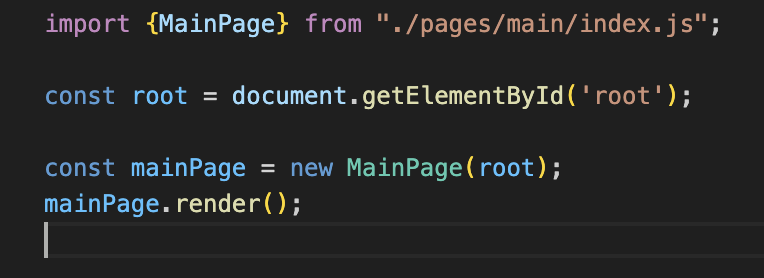 import {MainPage} from "./pages/main/index.js";
const root = document.getElementById('root');
const mainPage = new MainPage(root);
mainPage.render();